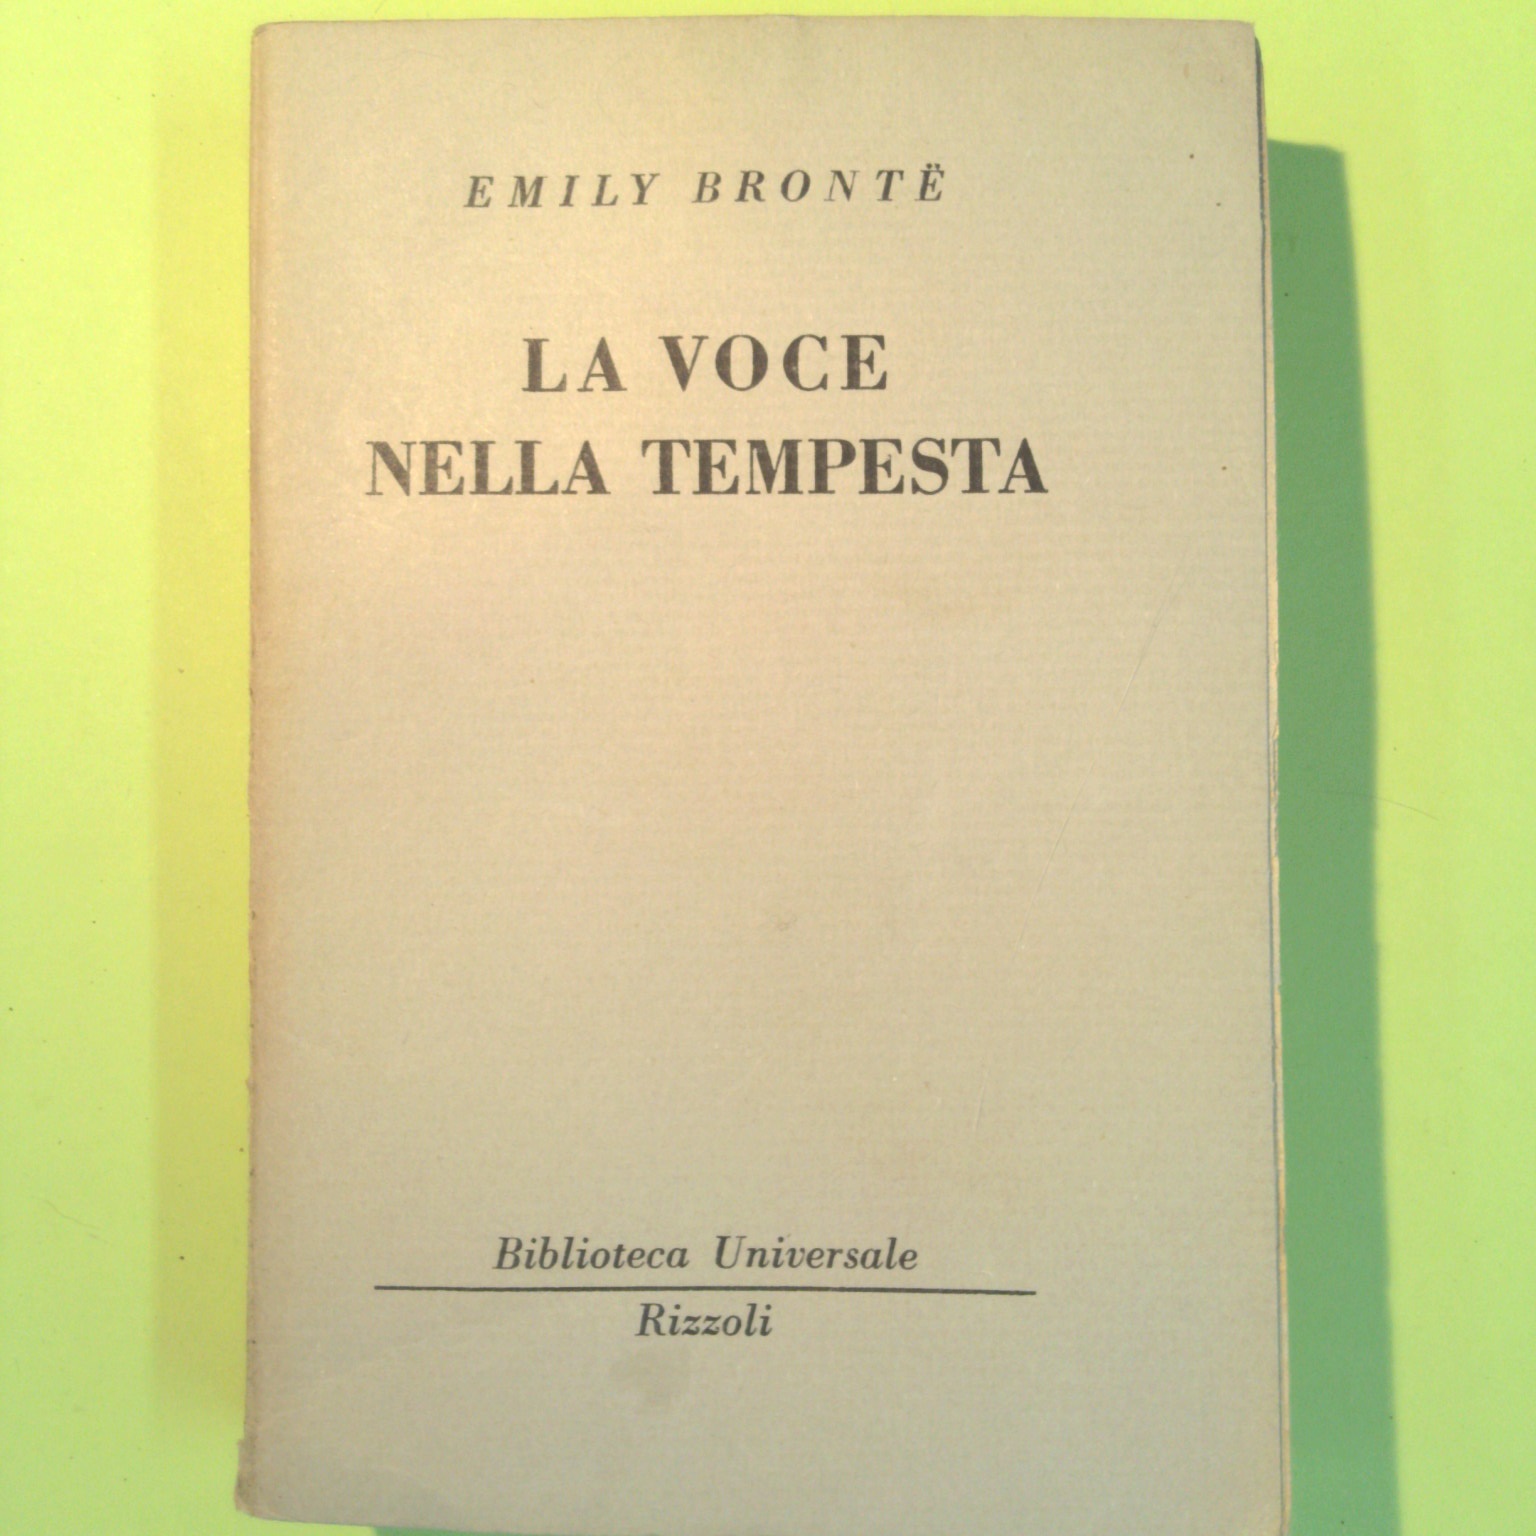 EMILY BRONTË
LA VOCE
NELLA TEMPESTA
Biblioteca Universale
Rizzoli